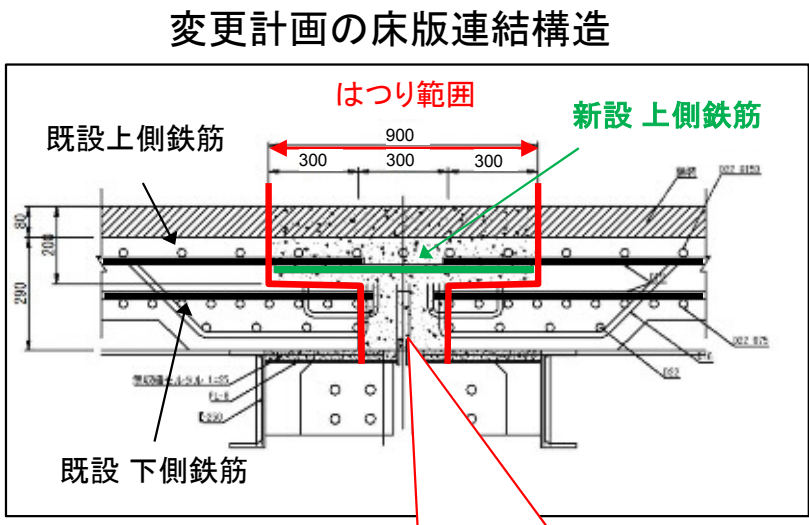 変更計画の床版連結構造
はつり範囲
900
新設 上側鉄筋
既設上側鉄筋
300
300
300
80
200
290
D22
既設 下側鉄筋